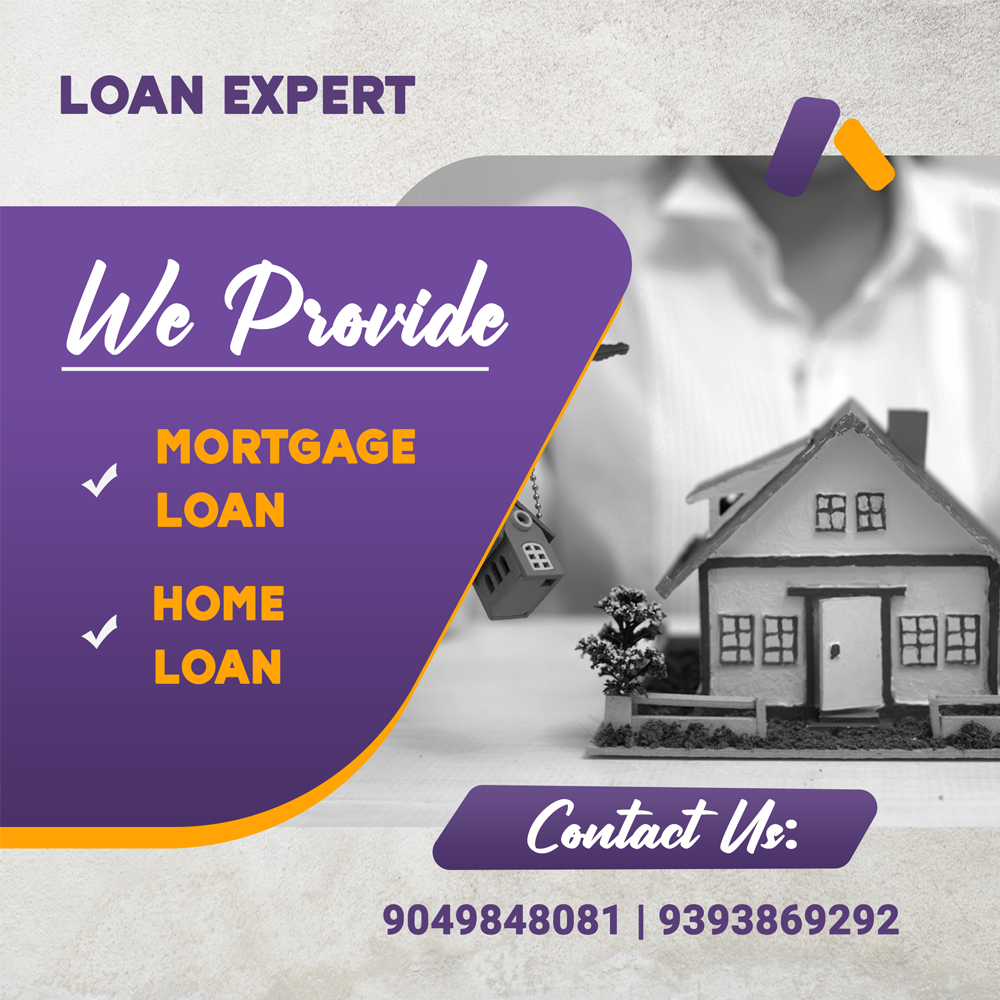 LOAN EXPERT
We Provide
MORTGAGE
LOAN
HOME
LOAN
Contact Us:
9049848081 | 9393869292